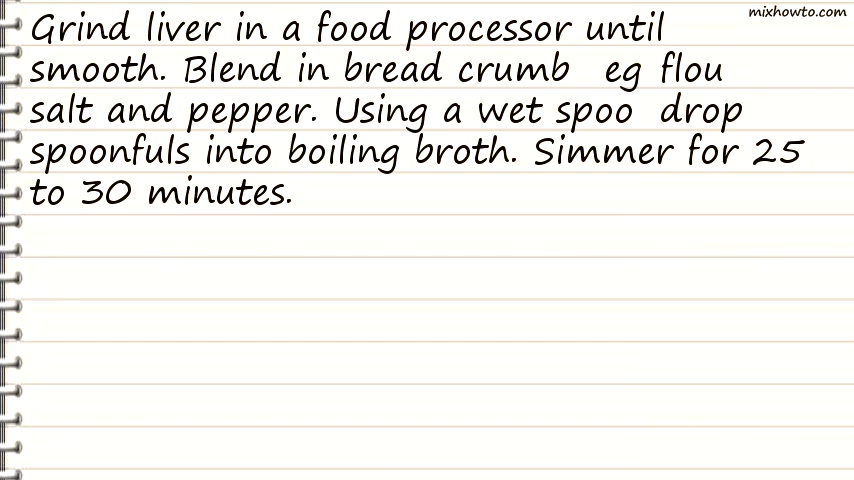 mixhowto.com
Grind liver in a food processor until
smooth. Blend in bread crumb eg flou
salt and pepper. Using a wet spoo drop
spoonfuls into boiling broth. Simmer for 25
to 30 minutes.